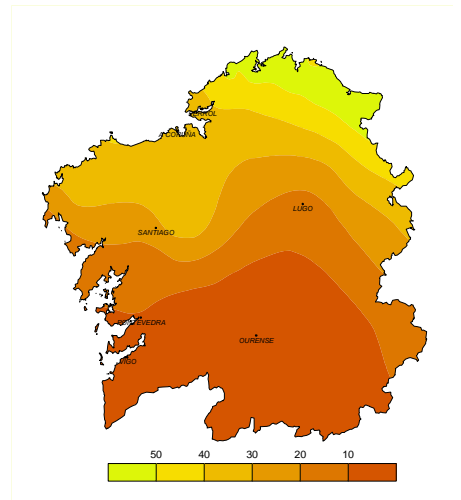 FERROL
A CORUÑA
LUGO
SANTIAGO
PONTEVEDRA
OURENSE
VIGO
50 40 30 20 10